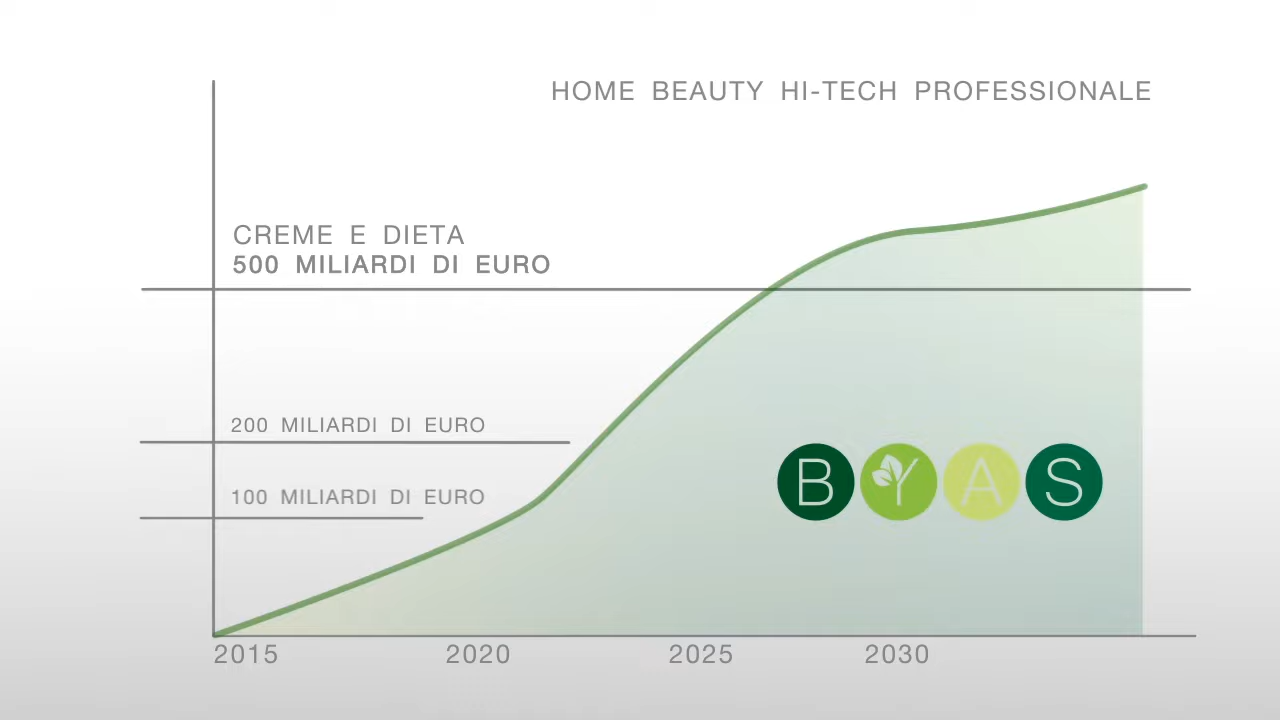 HOME BEAUTY HI-TECH PROFESSIONALE
CREME E DIETA
500 MILIARDI DI EURO
200 MILIARDI DI EURO
100 MILIARDI DI EURO
BYAS
2015 2020 2025 2030